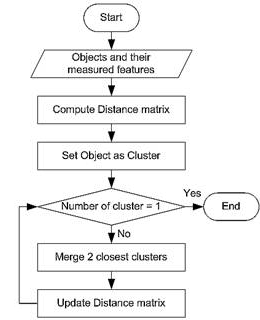 Start
Objects and their
measured features
Compute Distance matrix
Set Object as Cluster
Number of cluster = 1
Yes
End
No
Merge 2 closest clusters
Update Distance matrix